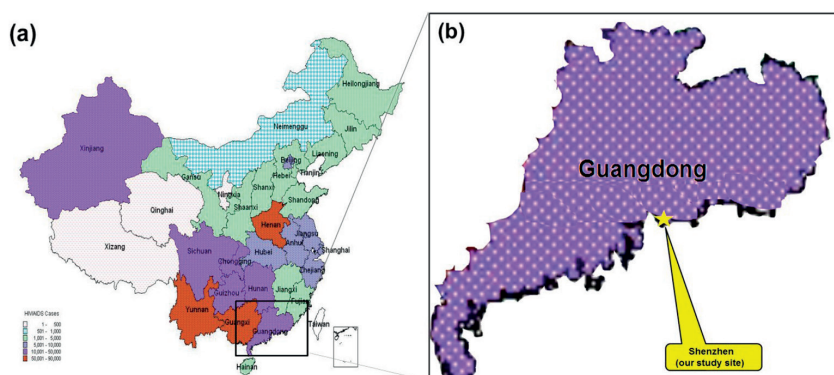 (a)
Heilongjiang
Jilin
Neimenggu
Liaoning
Xinjiang
Beijing
Tianjin
Hebei
Gansu
Shanxi
Ningxia
Shandong
Qinghai
Shaanxi
Henan
Jiangsu
Anhui
Shanghai
Xizang
Sichuan
Hubei
Chongqing
Zhejiang
Hunan
Jiangxi
Guizhou
Fujian
Yunnan
Guangxi
Guangdong
Taiwan
Hainan
HIV/AIDS Cases
1 - 500
501 - 1,000
1,001 - 5,000
5,001 - 10,000
10,001 - 50,000
50,001 - 80,000
(b)
Guangdong
Shenzhen
(our study site)